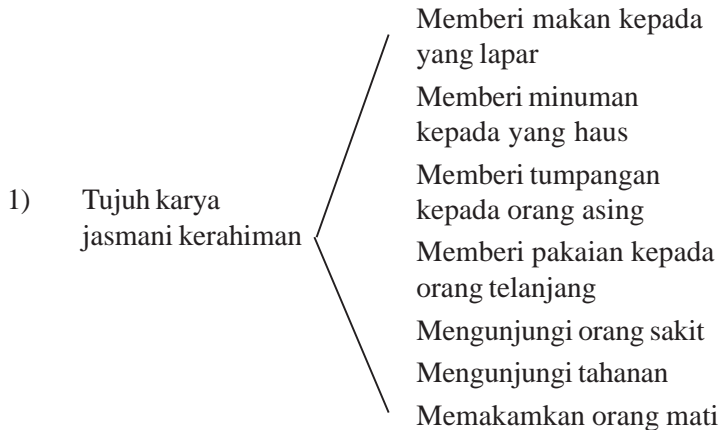 1) Tujuh karya
jasmani kerahiman
Memberi makan kepada
yang lapar
Memberi minuman
kepada yang haus
Memberi tumpangan
kepada orang asing
Memberi pakaian kepada
orang telanjang
Mengunjungi orang sakit
Mengunjungi tahanan
Memakamkan orang mati